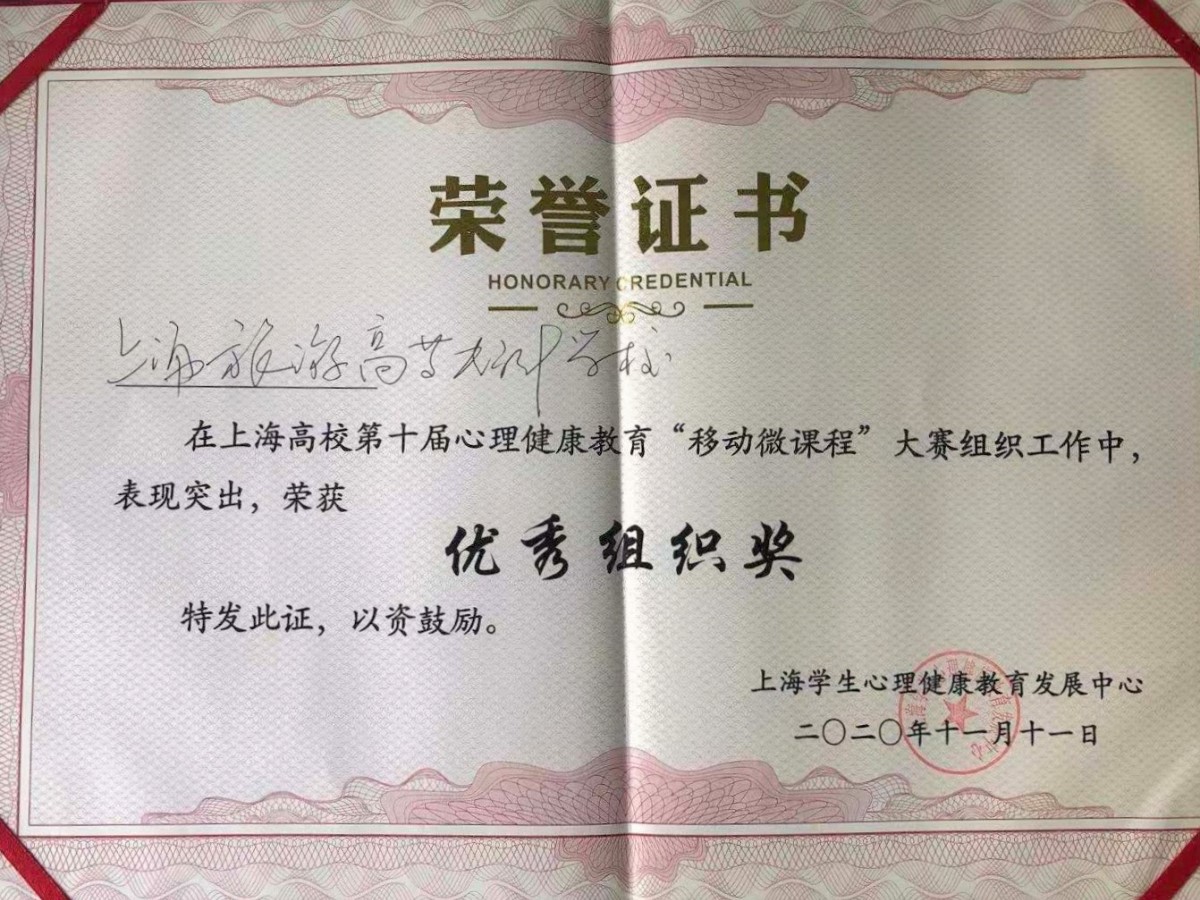 荣誉证书
HONORARY CREDENTIAL
上海旅游高等专科学校
在上海高校第十届心理健康教育“移动微课程”大赛组织工作中，
表现突出，荣获
优秀组织奖
特发此证，以资鼓励。
上海学生心理健康教育发展中心
二〇二〇年十一月十一日